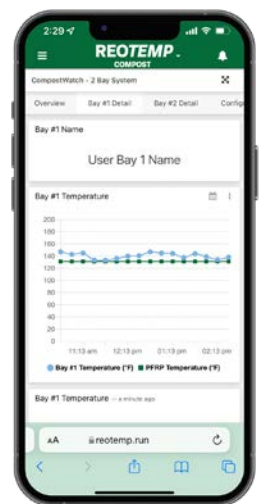 2:29
REOTEMP
COMPOST
CompostWatch - 2 Bay System
Overview Bay #1 Detail Bay #2 Detail Config
Bay #1 Name
User Bay 1 Name
Bay #1 Temperature
200
180
160
140
120
100
80
60
40
20
0
11:13 am 12:13 pm 01:13 pm 02:13 pm
Bay #1 Temperature (°F) PFRP Temperature (°F)
Bay #1 Temperature — a minute ago
AA reotemp.run